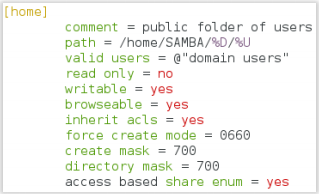 [home]
comment = public folder of users
path = /home/SAMBA/%D/%U
valid users = @"domain users"
read only = no
writable = yes
browseable = yes
inherit acls = yes
force create mode = 0660
create mask = 700
directory mask = 700
access based share enum = yes